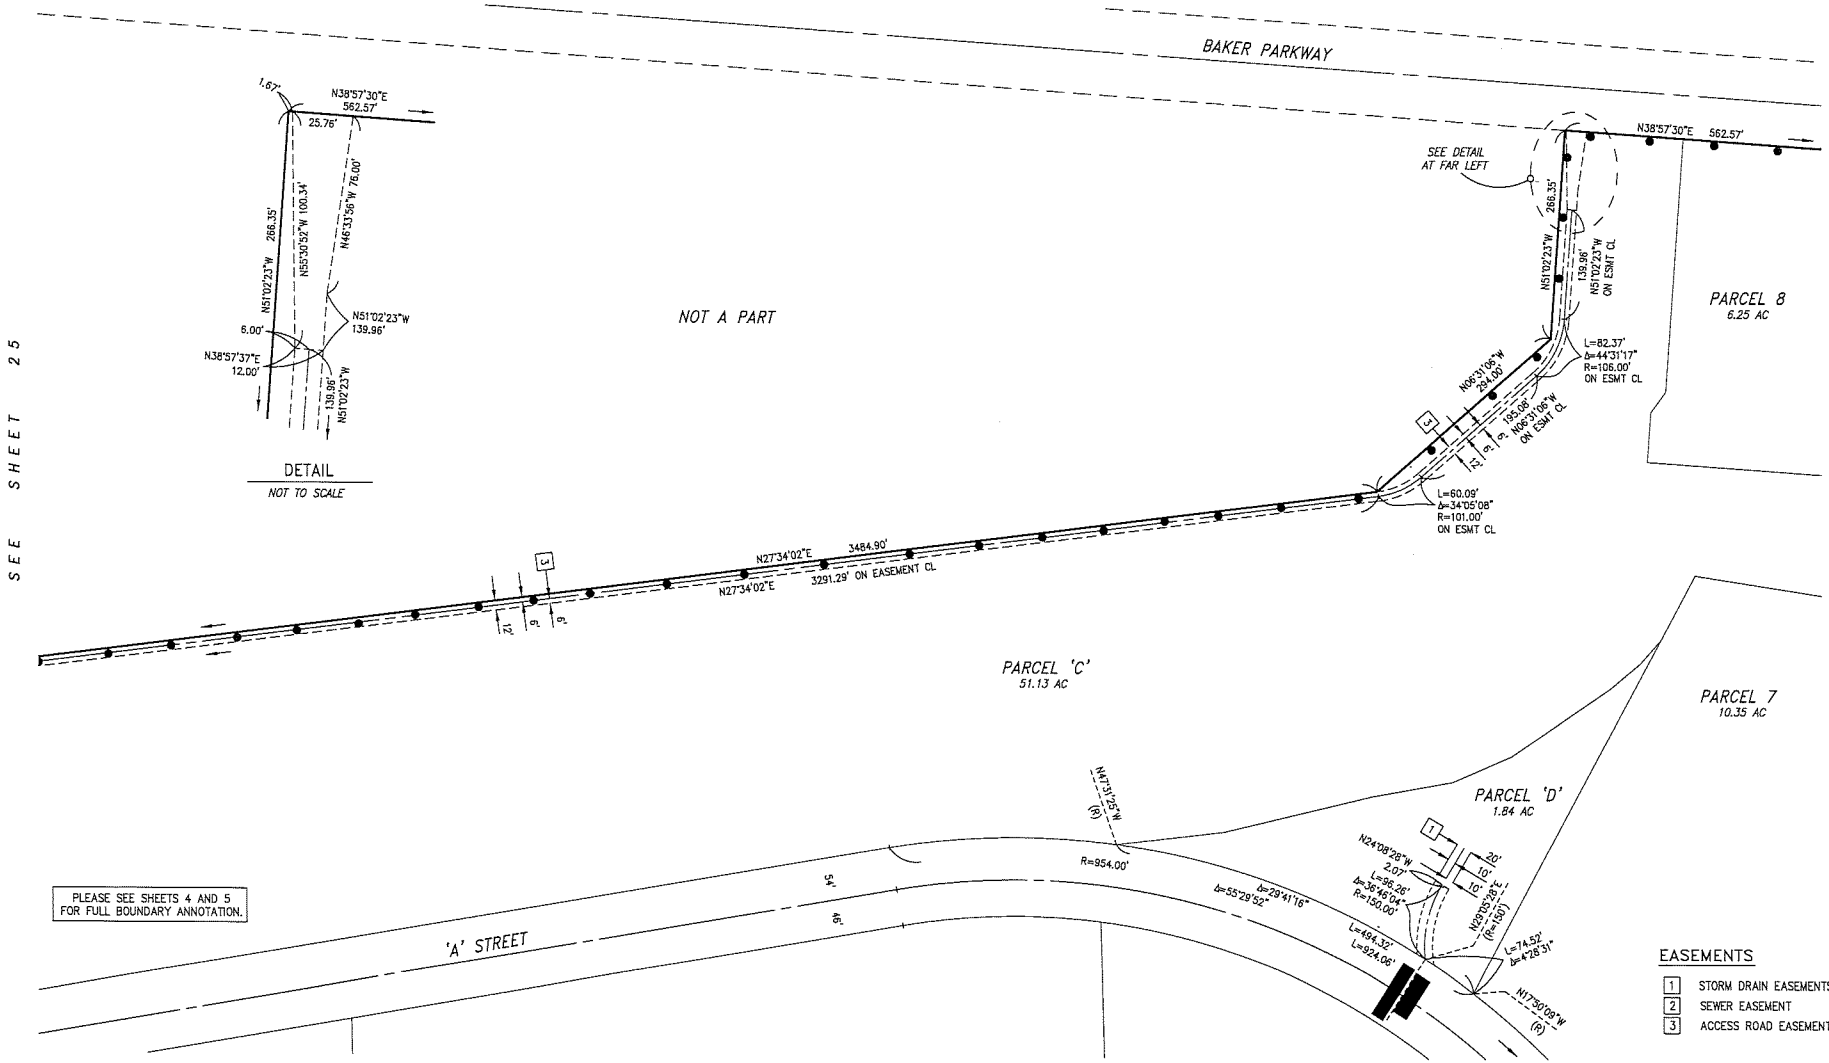 BAKER PARKWAY
1.67'
N38°57'30"E
562.57'
25.76'
N51°02'23"W 266.35'
N55°30'52"W 100.34'
N46°33'56"W 76.00'
N51°02'23"W
139.96'
6.00'
N38°57'37"E
12.00'
139.96'
N51°02'23"W
DETAIL
NOT TO SCALE
SEE SHEET 25
NOT A PART
SEE DETAIL
AT FAR LEFT
N38°57'30"E 562.57'
266.35'
N51°02'23"W
139.96'
N51°02'23"W
ON ESMT CL
PARCEL 8
6.25 AC
L=82.37'
Δ=44°31'17"
R=106.00'
ON ESMT CL
N06°31'06"W
294.00'
195.08'
N06°31'06"W
ON ESMT CL
3
6'
6'
12'
L=60.09'
Δ=34°05'08"
R=101.00'
ON ESMT CL
N27°34'02"E 3484.90'
N27°34'02"E 3291.29' ON EASEMENT CL
3
12'
6'
6'
PARCEL 'C'
51.13 AC
PARCEL 7
10.35 AC
PARCEL 'D'
1.84 AC
N47°31'25"W
(R)
R=954.00'
Δ=29°41'16"
Δ=55°29'52"
L=494.32'
L=924.06'
1
N24°08'28"W
2.07'
L=96.26'
Δ=36°46'04"
R=150.00'
20'
10'
10'
N29°05'28"E
(R=150')
L=74.52'
Δ=4°28'31"
N17°50'09"W
(R)
54'
46'
'A' STREET
PLEASE SEE SHEETS 4 AND 5
FOR FULL BOUNDARY ANNOTATION.
EASEMENTS
1 STORM DRAIN EASEMENTS
2 SEWER EASEMENT
3 ACCESS ROAD EASEMENT